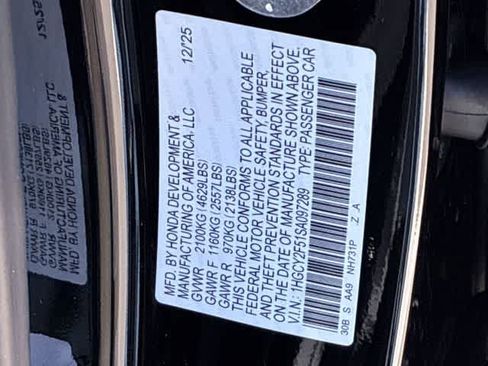 12/25
MFD. BY HONDA DEVELOPMENT &
MANUFACTURING OF AMERICA, LLC
GVWR 2100KG (4629LBS)
GAWR F 1160KG (2557LBS)
GAWR R 970KG (2138LBS)
THIS VEHICLE CONFORMS TO ALL APPLICABLE
FEDERAL MOTOR VEHICLE SAFETY BUMPER,
AND THEFT PREVENTION STANDARDS IN EFFECT
ON THE DATE OF MANUFACTURE SHOWN ABOVE.
V.I.N.: 1HGCY2F51SA097289 TYPE: PASSENGER CAR
30B S AA9 NH731P Z A